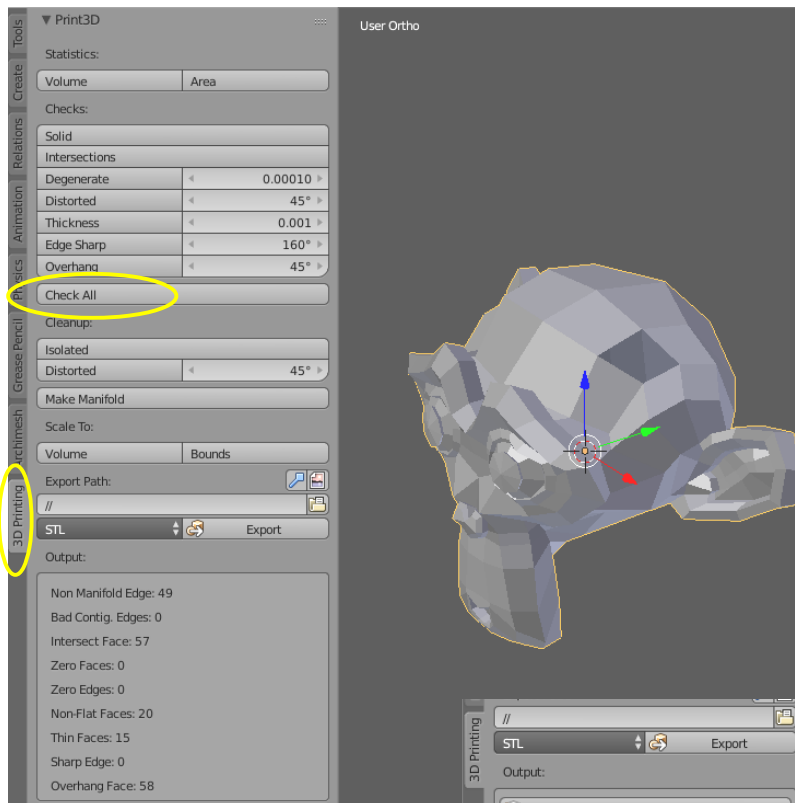 Print3D
User Ortho
Tools
Create
Relations
Animation
Physics
Grease Pencil
Archimesh
3D Printing
Statistics:
Volume Area
Checks:
Solid
Intersections
Degenerate 0.00010
Distorted 45°
Thickness 0.001
Edge Sharp 160°
Overhang 45°
Check All
Cleanup:
Isolated
Distorted 45°
Make Manifold
Scale To:
Volume Bounds
Export Path:
//
STL Export
Output:
Non Manifold Edge: 49
Bad Contig. Edges: 0
Intersect Face: 57
Zero Faces: 0
Zero Edges: 0
Non-Flat Faces: 20
Thin Faces: 15
Sharp Edge: 0
Overhang Face: 58
3D Printing
//
STL Export
Output: